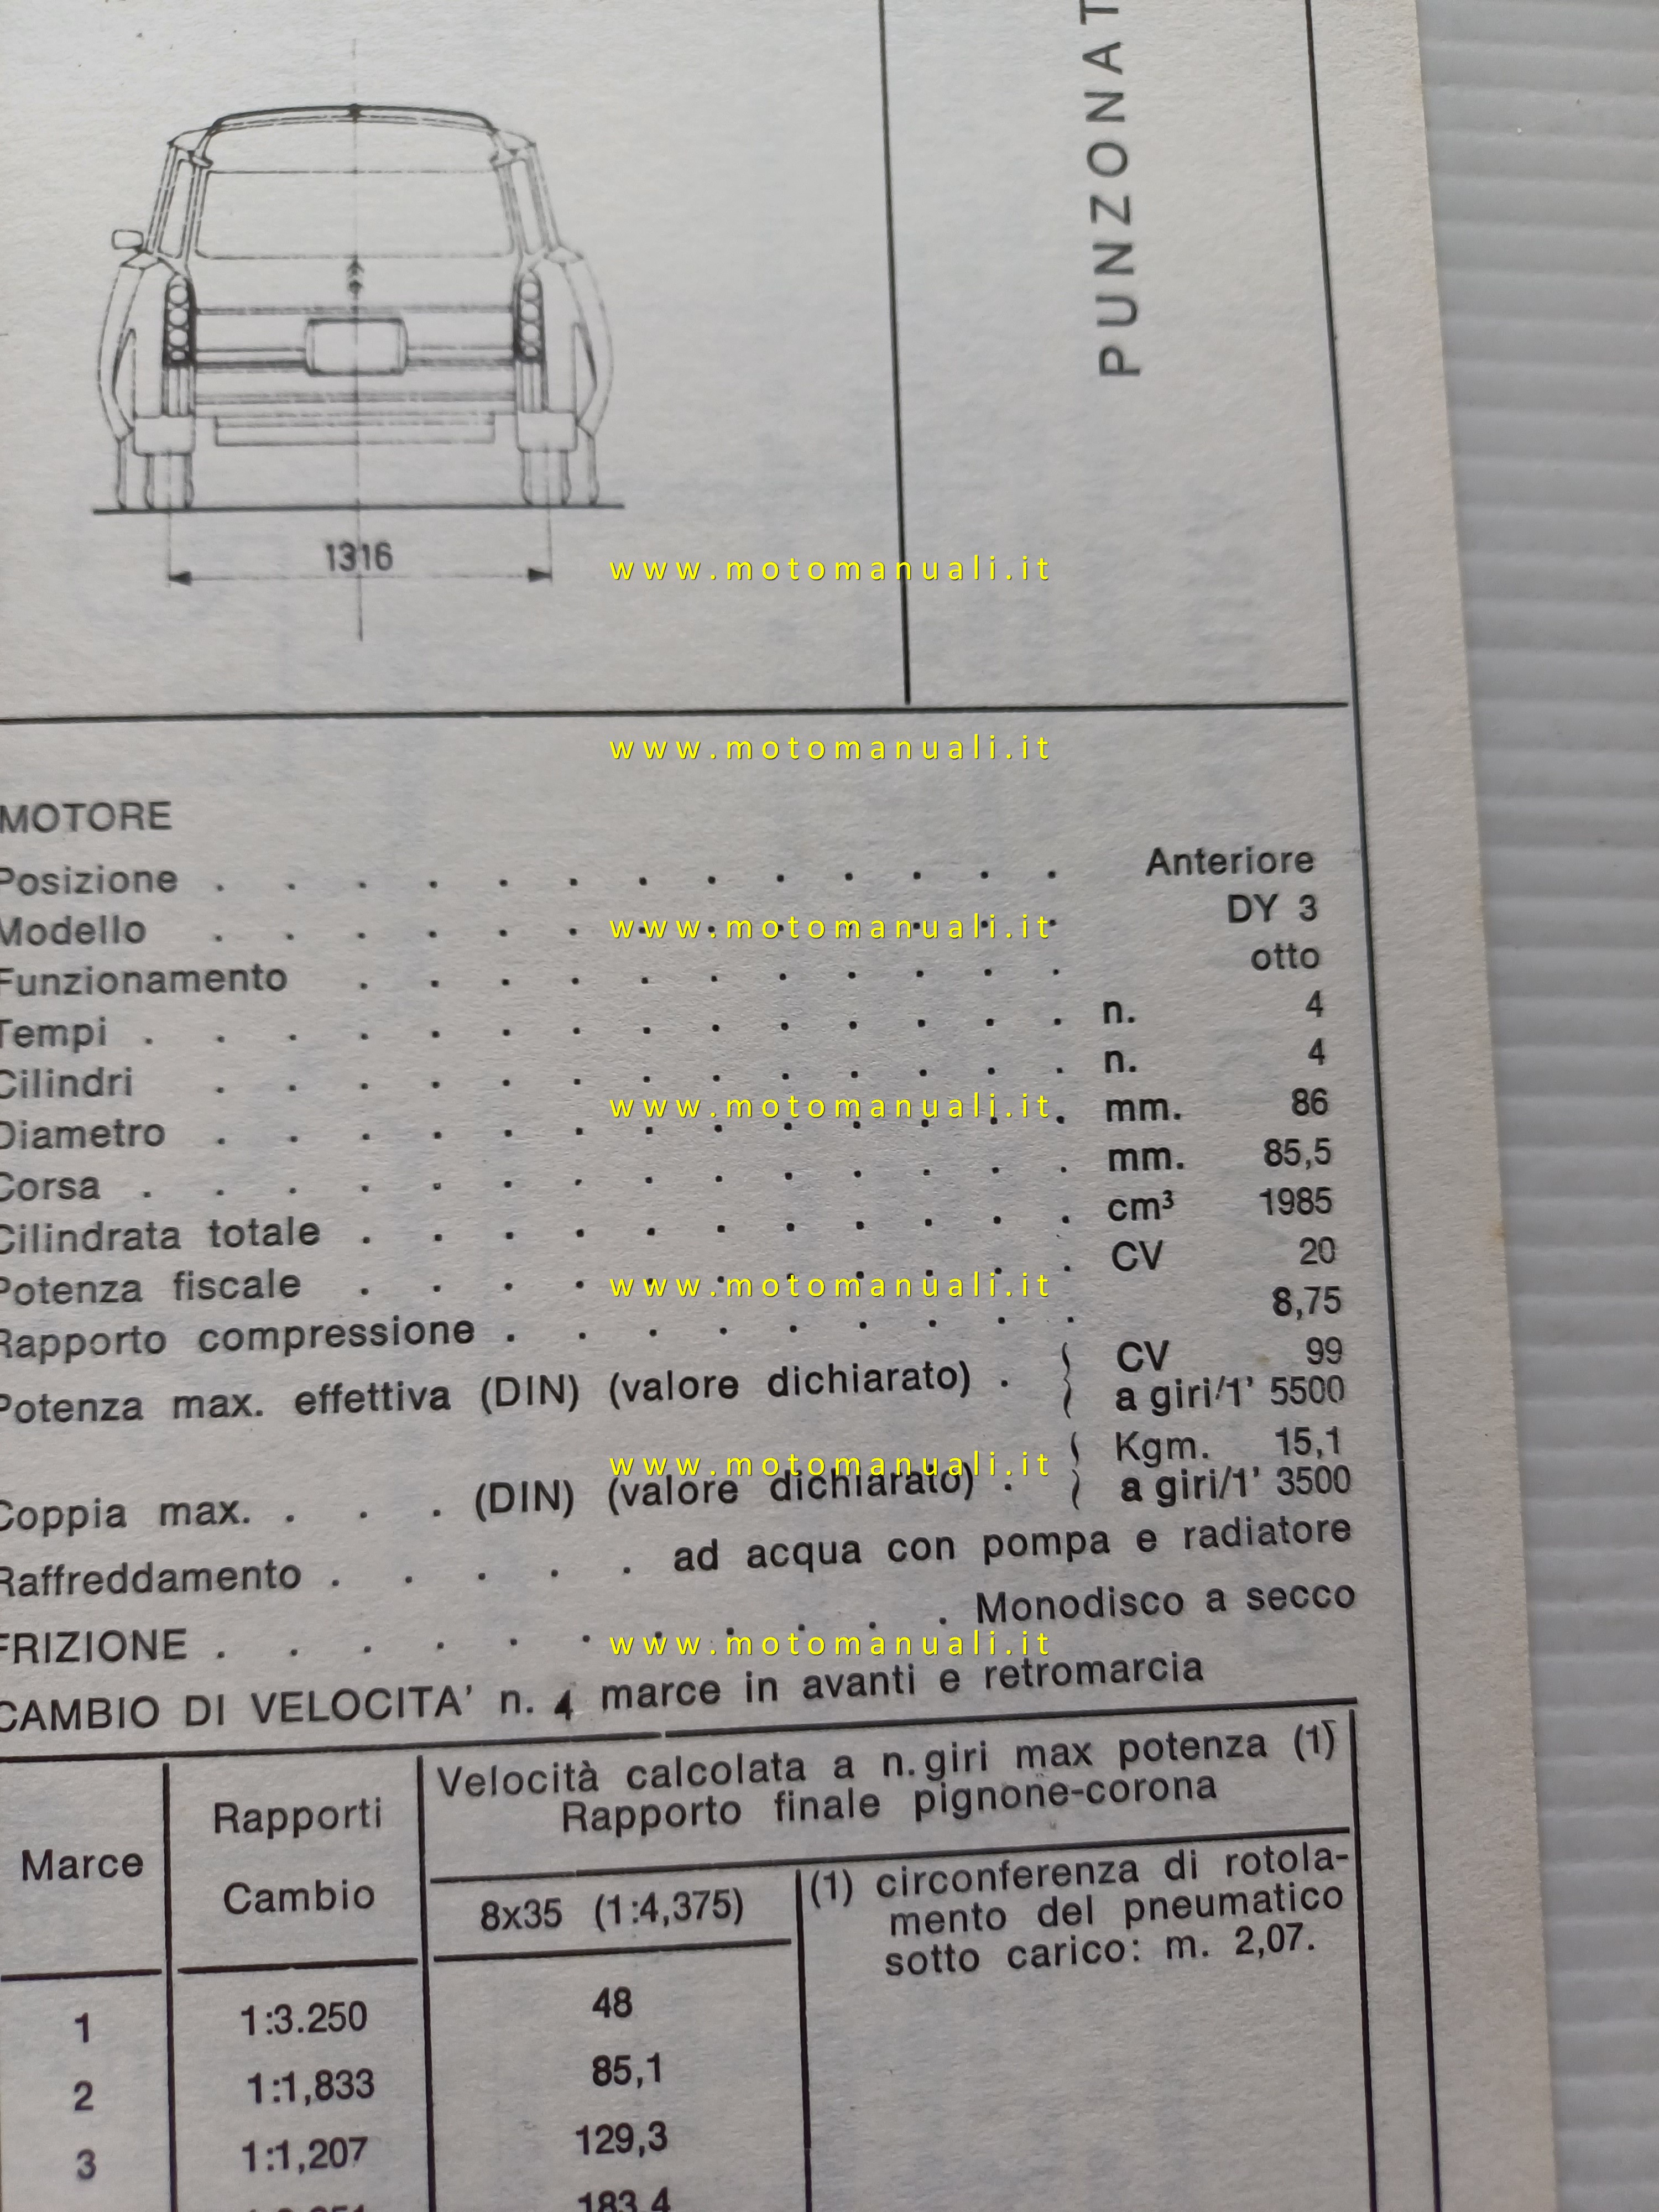 PUNZONAT
1316
www.motomanuali.it
www.motomanuali.it
MOTORE
Posizione . . . . . . . . . . . . . Anteriore
Modello . . . . . . . . . . . . . DY 3
www.motomanuali.it
Funzionamento . . . . . . . . . . . otto
Tempi . . . . . . . . . . . . . . n. 4
Cilindri . . . . . . . . . . . . . n. 4
www.motomanuali.it
Diametro . . . . . . . . . . . . . mm. 86
Corsa . . . . . . . . . . . . . . mm. 85,5
Cilindrata totale . . . . . . . . . . . cm³ 1985
Potenza fiscale . . . . . . . . . . . CV 20
www.motomanuali.it
Rapporto compressione . . . . . . . . . 8,75
Potenza max. effettiva (DIN) (valore dichiarato) . CV 99
a giri/1' 5500
Kgm. 15,1
www.motomanuali.it
Coppia max. . . . (DIN) (valore dichiarato) . a giri/1' 3500
Raffreddamento . . . . . ad acqua con pompa e radiatore
FRIZIONE . . . . . . . . . . . Monodisco a secco
www.motomanuali.it
CAMBIO DI VELOCITA' n. 4 marce in avanti e retromarcia
Velocità calcolata a n. giri max potenza (1)
Rapporto finale pignone-corona
Marce
Rapporti
Cambio
8x35 (1:4,375)
(1) circonferenza di rotola-
mento del pneumatico
sotto carico: m. 2,07.
1 1:3.250 48
2 1:1,833 85,1
3 1:1,207 129,3
183,4